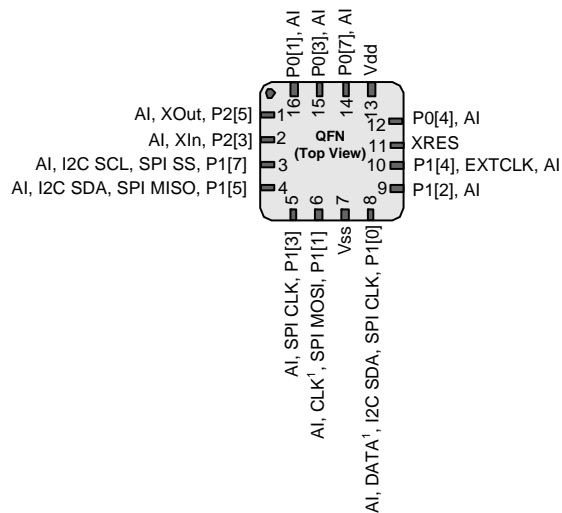 P0[1], AI
P0[3], AI
P0[7], AI
Vdd
16
15
14
13
AI, XOut, P2[5]
1
AI, XIn, P2[3]
2
AI, I2C SCL, SPI SS, P1[7]
3
AI, I2C SDA, SPI MISO, P1[5]
4
QFN
(Top View)
12
P0[4], AI
11
XRES
10
P1[4], EXTCLK, AI
9
P1[2], AI
5
6
7
8
AI, SPI CLK, P1[3]
AI, CLK¹, SPI MOSI, P1[1]
Vss
AI, DATA¹, I2C SDA, SPI CLK, P1[0]